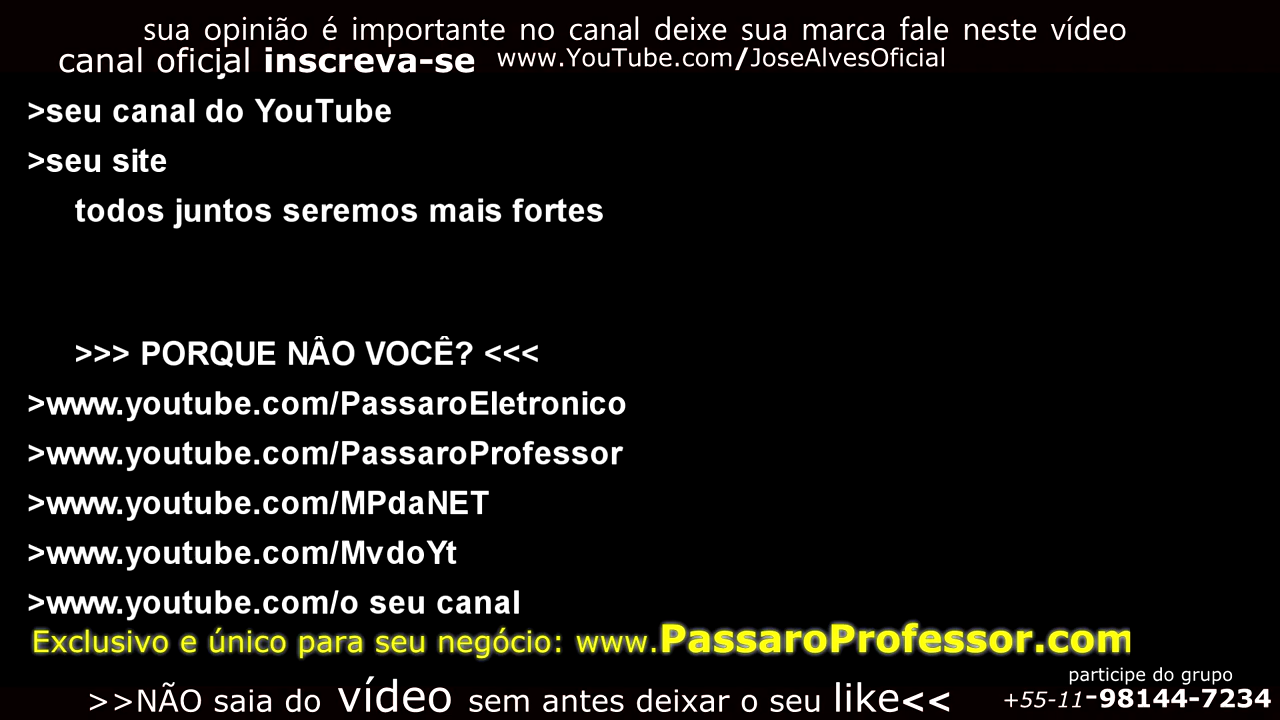 sua opinião é importante no canal deixe sua marca fale neste vídeo
canal oficial inscreva-se www.YouTube.com/JoseAlvesOficial
>seu canal do YouTube
>seu site
todos juntos seremos mais fortes
>>> PORQUE NÂO VOCÊ? <<<
>www.youtube.com/PassaroEletronico
>www.youtube.com/PassaroProfessor
>www.youtube.com/MPdaNET
>www.youtube.com/MvdoYt
>www.youtube.com/o seu canal
Exclusivo e único para seu negócio: www.PassaroProfessor.com
participe do grupo
>>NÃO saia do vídeo sem antes deixar o seu like<< +55-11-98144-7234